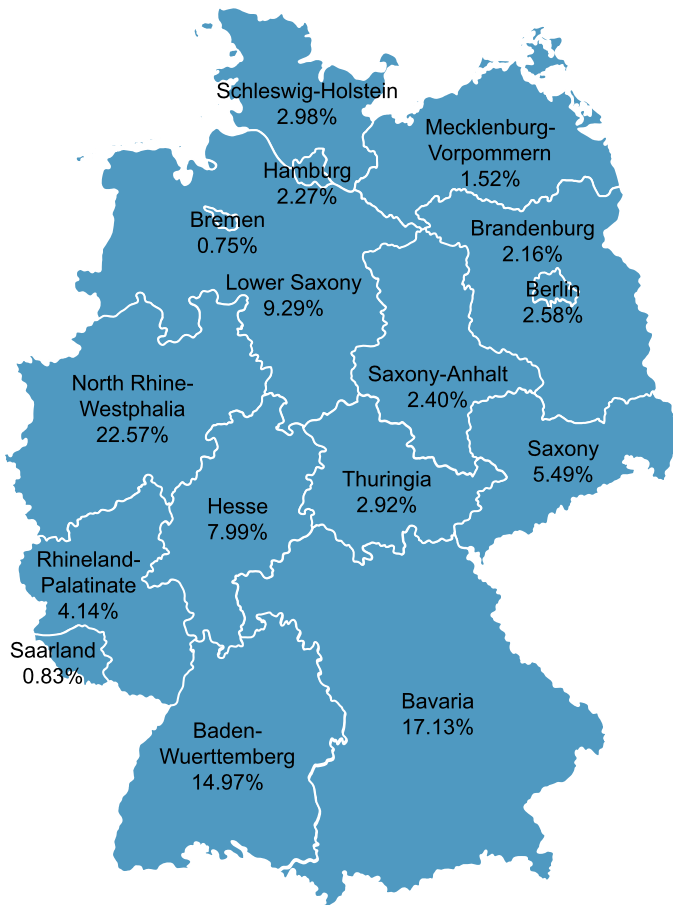 Schleswig-Holstein
2.98%
Mecklenburg-
Vorpommern
1.52%
Hamburg
2.27%
Bremen
0.75%
Brandenburg
2.16%
Berlin
2.58%
Lower Saxony
9.29%
Saxony-Anhalt
2.40%
North Rhine-
Westphalia
22.57%
Saxony
5.49%
Thuringia
2.92%
Hesse
7.99%
Rhineland-
Palatinate
4.14%
Saarland
0.83%
Bavaria
17.13%
Baden-
Wuerttemberg
14.97%